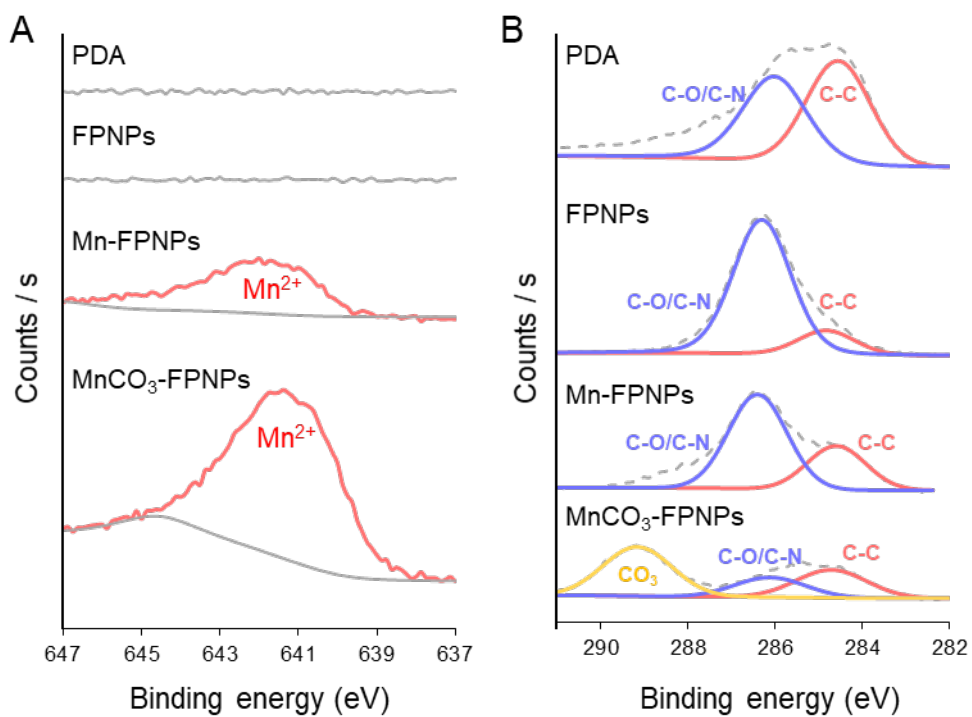 A
PDA
FPNPs
Mn-FPNPs
Mn²⁺
MnCO₃-FPNPs
Mn²⁺
Counts / s
647
645
643
641
639
637
Binding energy (eV)
B
PDA
C-O/C-N
C-C
FPNPs
C-O/C-N
C-C
Mn-FPNPs
C-O/C-N
C-C
MnCO₃-FPNPs
CO₃
C-O/C-N
C-C
Counts / s
290
288
286
284
282
Binding energy (eV)